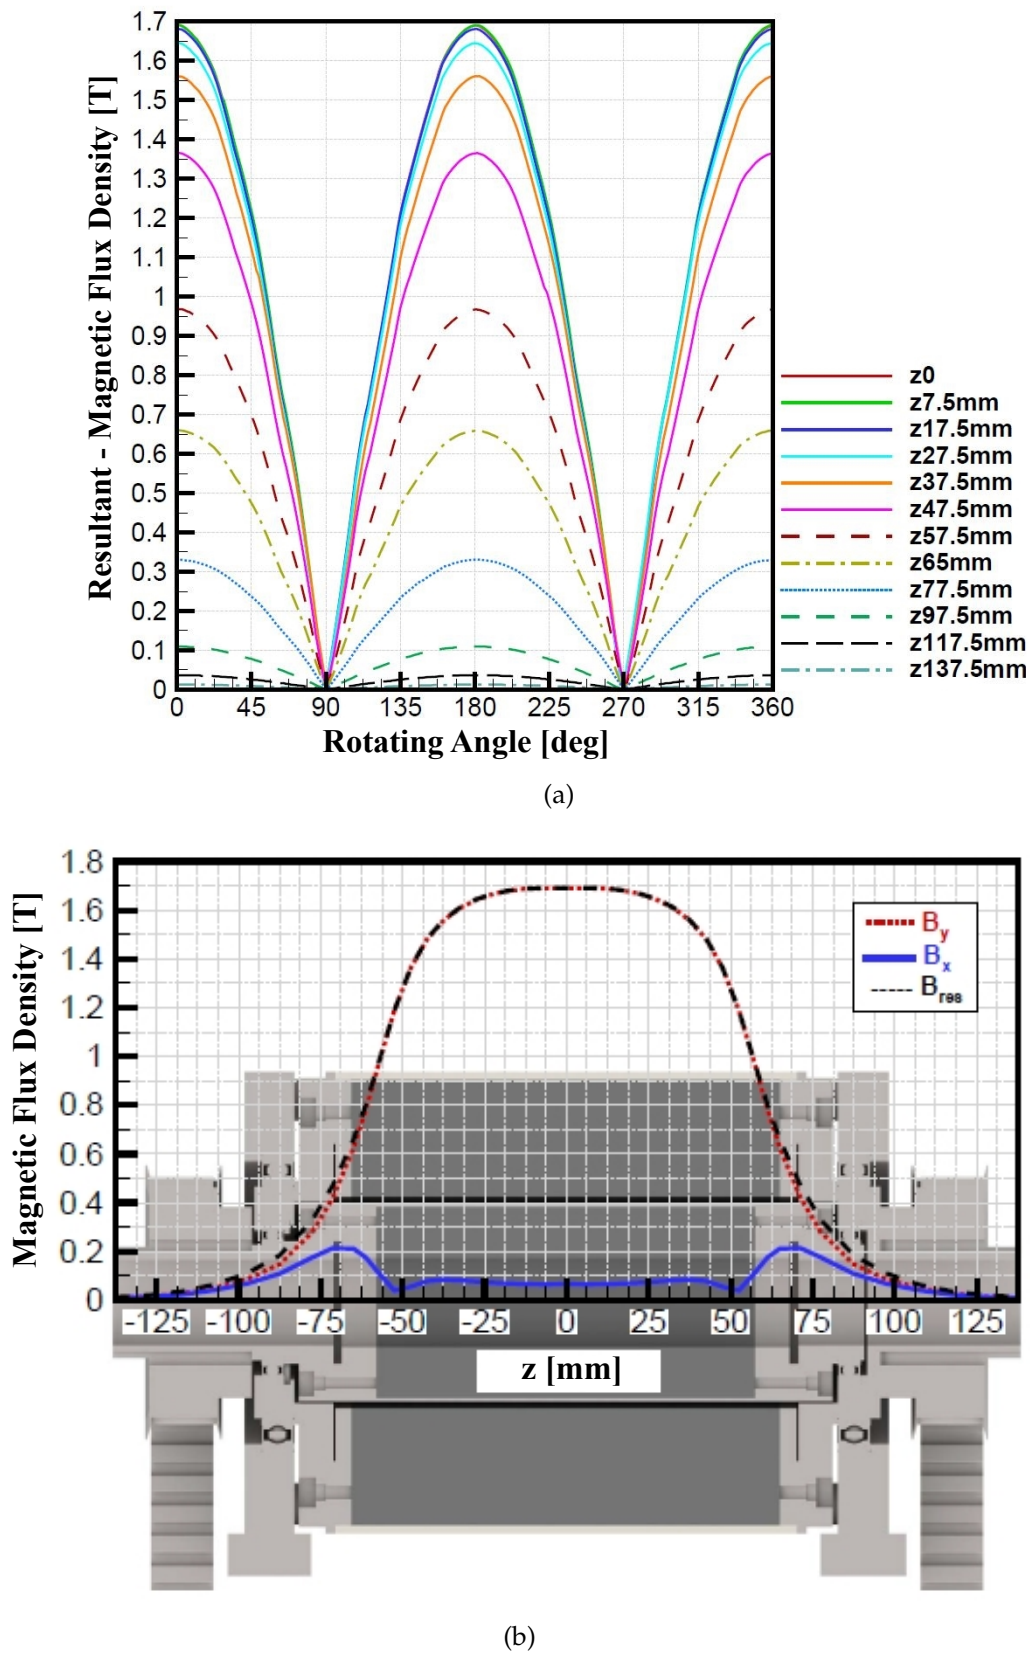 1.7
1.6
1.5
1.4
1.3
1.2
1.1
1
0.9
0.8
0.7
0.6
0.5
0.4
0.3
0.2
0.1
0
Resultant - Magnetic Flux Density [T]
0 45 90 135 180 225 270 315 360
Rotating Angle [deg]
z0
z7.5mm
z17.5mm
z27.5mm
z37.5mm
z47.5mm
z57.5mm
z65mm
z77.5mm
z97.5mm
z117.5mm
z137.5mm
(a)
1.8
1.6
1.4
1.2
1
0.8
0.6
0.4
0.2
0
Magnetic Flux Density [T]
By
Bx
Bres
-125 -100 -75 -50 -25 0 25 50 75 100 125
z [mm]
(b)